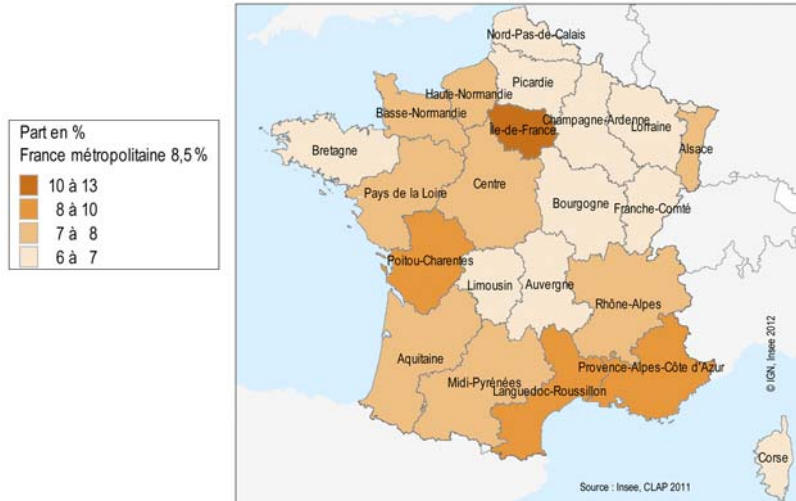 Part en %
France métropolitaine 8,5 %
10 à 13
8 à 10
7 à 8
6 à 7
Nord-Pas-de-Calais
Picardie
Haute-Normandie
Basse-Normandie
Île-de-France
Champagne-Ardenne
Lorraine
Alsace
Bretagne
Pays de la Loire
Centre
Bourgogne
Franche-Comté
Poitou-Charentes
Limousin
Auvergne
Rhône-Alpes
Aquitaine
Midi-Pyrénées
Languedoc-Roussillon
Provence-Alpes-Côte d'Azur
Corse
© IGN, Insee 2012
Source : Insee, CLAP 2011